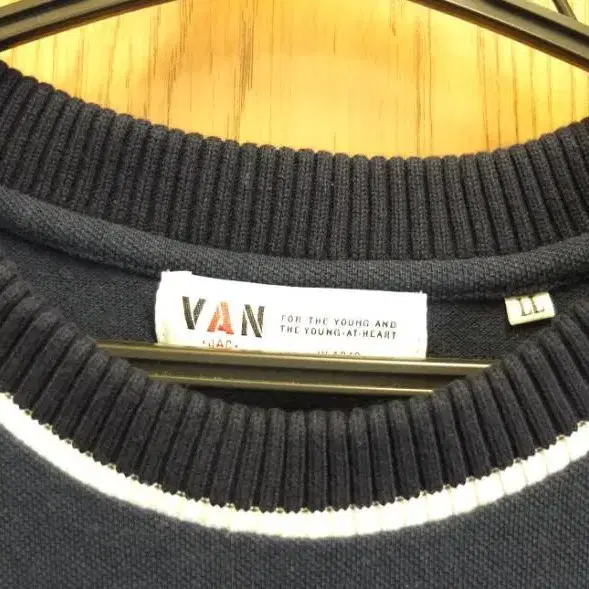 VAN
FOR THE YOUNG AND
THE YOUNG-AT-HEART
LL